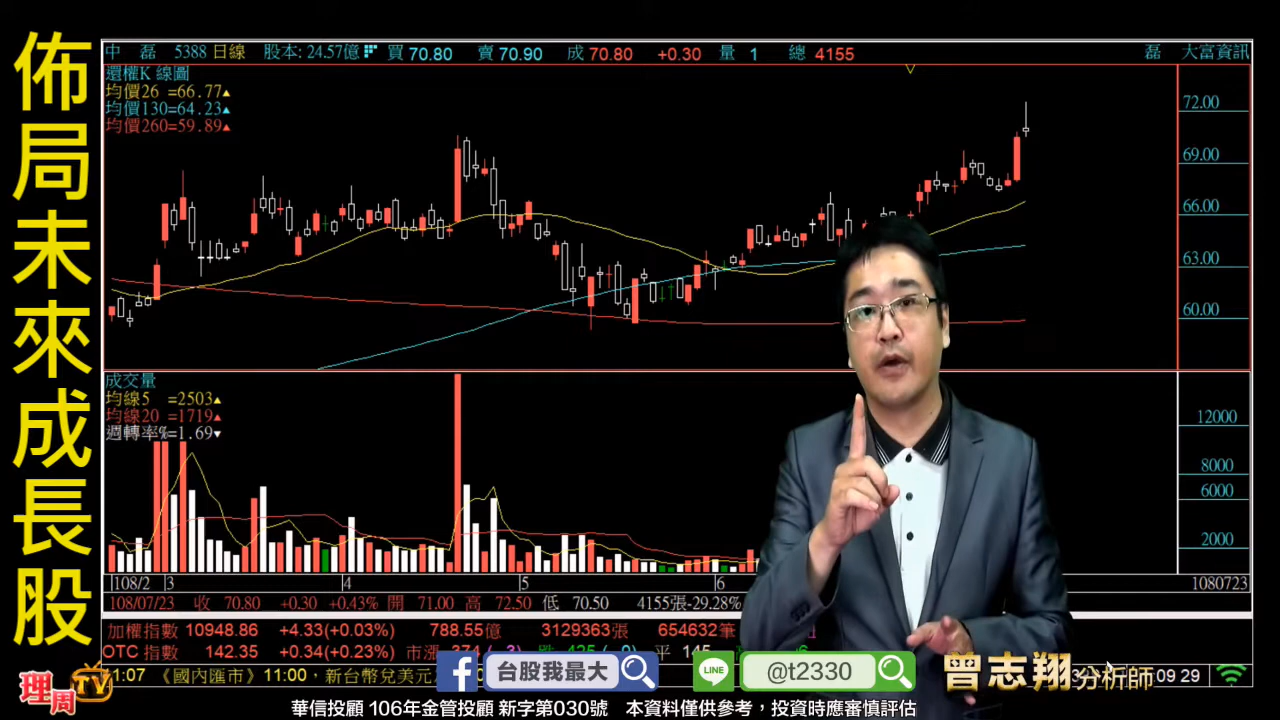 佈局未來成長股
中 磊 5388 日線 股本: 24.57億 買 70.80 賣 70.90 成 70.80 +0.30 量 1 總 4155 磊 大富資訊
還權K 線圖
均價26 =66.77▲
均價130=64.23▲
均價260=59.89▲
72.00
69.00
66.00
63.00
60.00
成交量
均線5 =2503▲
均線20 =1719▲
週轉率%=1.69▼
12000
8000
6000
2000
108/2 3 4 5 6 1080723
108/07/23 收 70.80 +0.30 +0.43% 開 71.00 高 72.50 低 70.50 4155張-29.28%
加權指數 10948.86 +4.33(+0.03%) 788.55億 3129363張 654632筆
OTC 指數 142.35 +0.34(+0.23%) 市漲 374 平 145
11:07 《國內匯市》11:00，新台幣兌美元 09 29
理周TV
台股我最大
LINE
@t2330
曾志翔分析師
華信投顧 106年金管投顧 新字第030號 本資料僅供參考，投資時應審慎評估